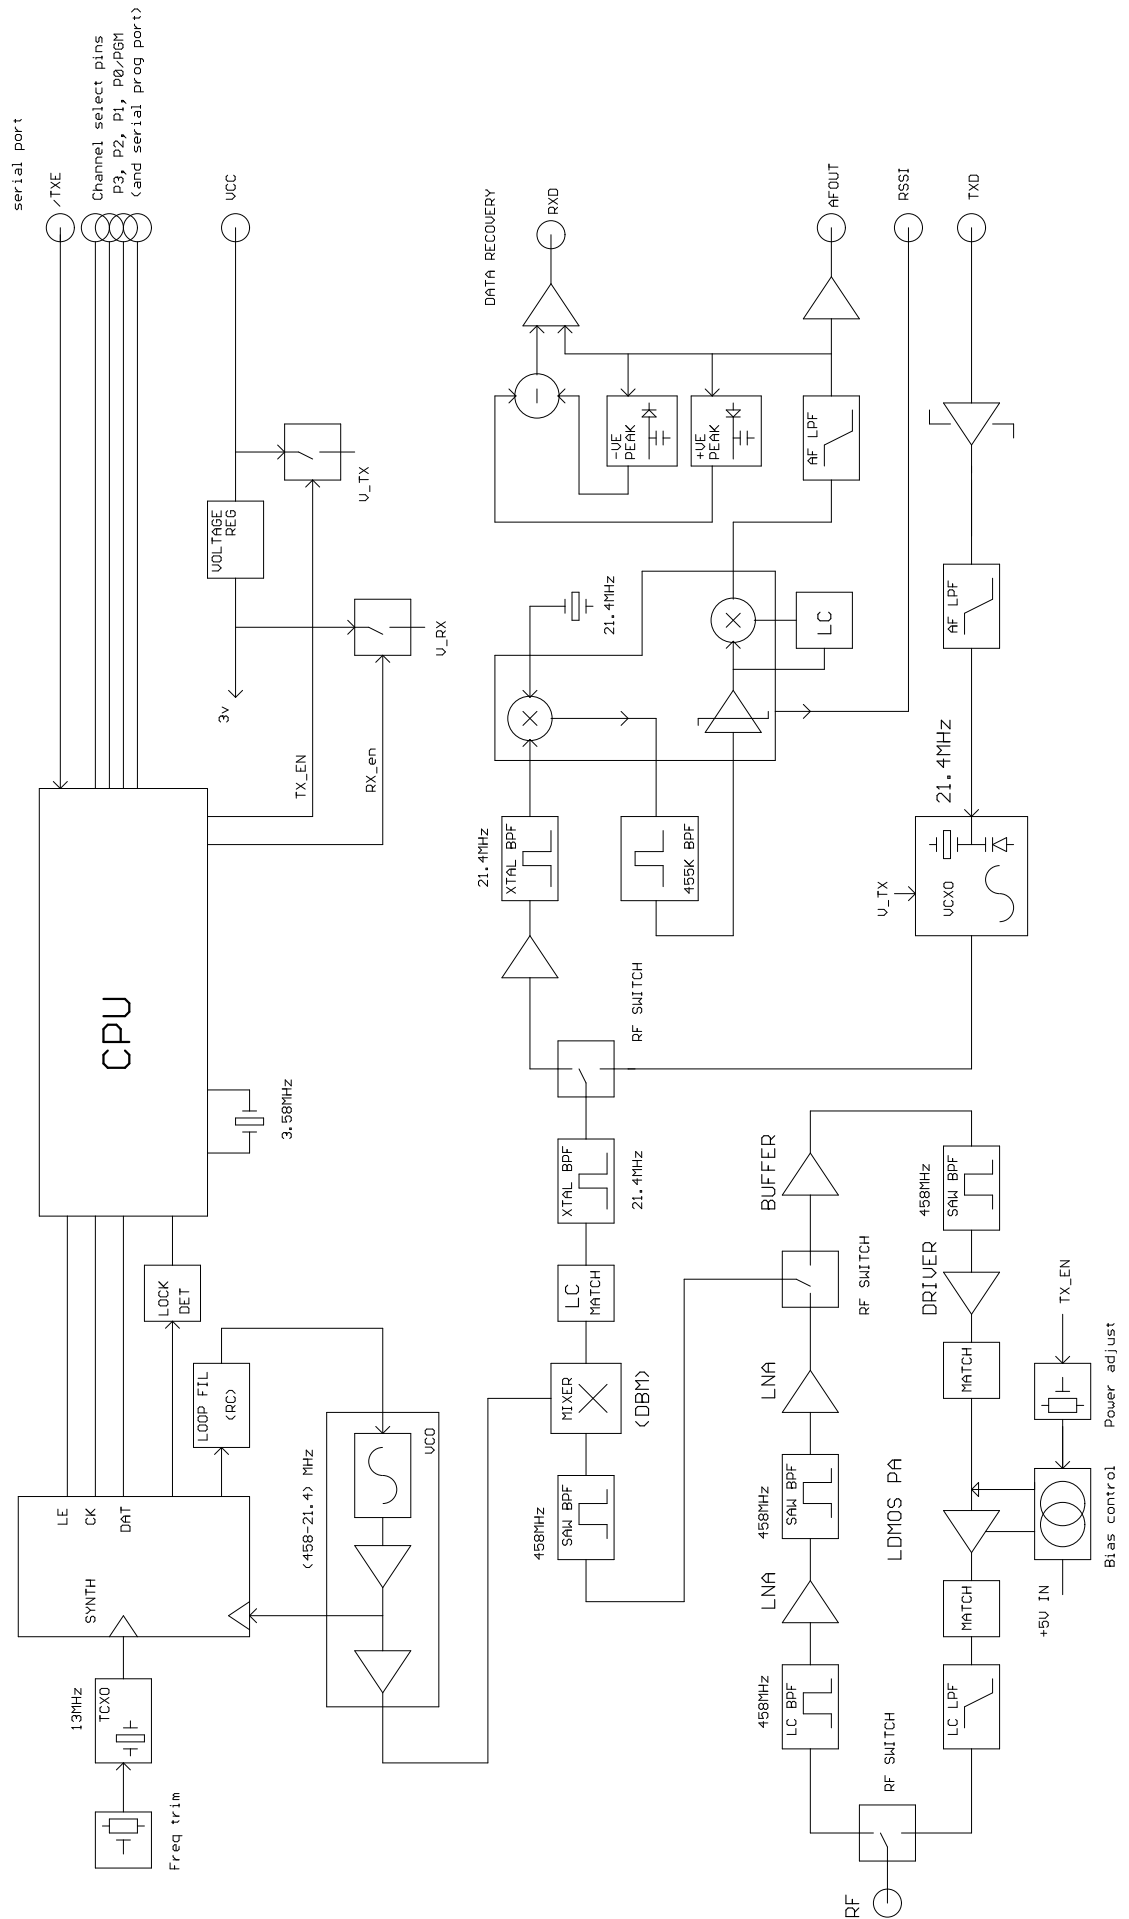 serial port
/TXE
Channel select pins
P3, P2, P1, P0/PGM
(and serial prog port)
VCC
VOLTAGE
REG
V_TX
V_RX
3v
TX_EN
RX_en
CPU
3.58MHz
LOCK
DET
LOOP FIL
(RC)
LE
CK
DAT
SYNTH
13MHz
TCXO
Freq trim
(458-21.4) MHz
VCO
DATA RECOVERY
RXD
AFOUT
RSSI
TXD
-VE
PEAK
+VE
PEAK
AF LPF
21.4MHz
LC
AF LPF
21.4MHz
XTAL BPF
455K BPF
21.4MHz
V_TX
VCXO
RF SWITCH
XTAL BPF
21.4MHz
LC
MATCH
MIXER
(DBM)
458MHz
SAW BPF
BUFFER
RF SWITCH
LNA
458MHz
SAW BPF
LNA
458MHz
LC BPF
458MHz
SAW BPF
DRIVER
MATCH
LDMOS PA
MATCH
LC LPF
TX_EN
Power adjust
Bias control
+5V IN
RF SWITCH
RF